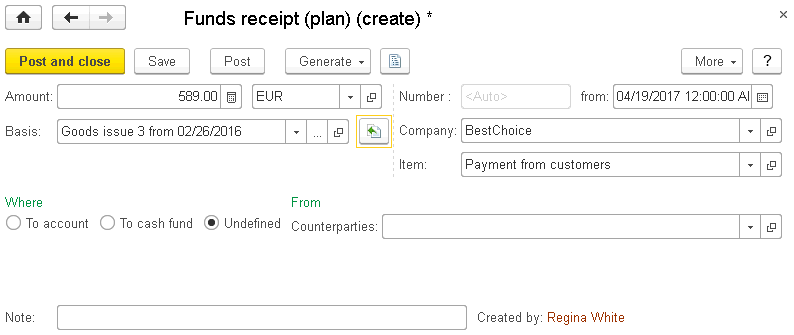 Funds receipt (plan) (create) *
Post and close Save Post Generate More ?
Amount: 589.00 EUR Number : <Auto> from: 04/19/2017 12:00:00 AM
Basis: Goods issue 3 from 02/26/2016 ... Company: BestChoice
Item: Payment from customers
Where From
To account To cash fund Undefined Counterparties:
Note: Created by: Regina White